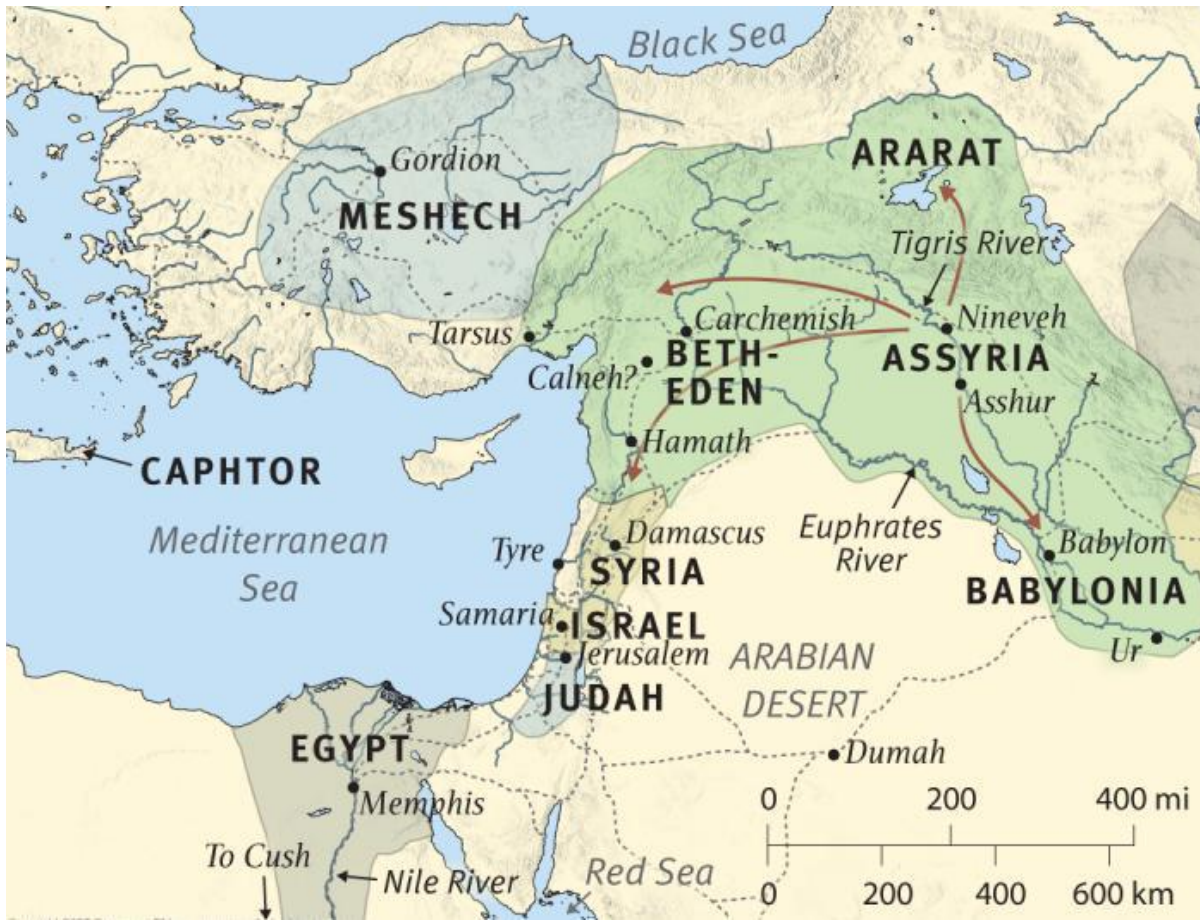 Black Sea
Gordion
MESHECH
ARARAT
Tigris River
Tarsus
Carchemish
Nineveh
BETH-
EDEN
ASSYRIA
Calneh?
Asshur
Hamath
CAPHTOR
Mediterranean
Sea
Euphrates
River
Damascus
Tyre
SYRIA
Babylon
BABYLONIA
Samaria
ISRAEL
Ur
Jerusalem
ARABIAN
DESERT
JUDAH
EGYPT
Dumah
Memphis
0 200 400 mi
To Cush
Nile River
Red Sea
0 200 400 600 km